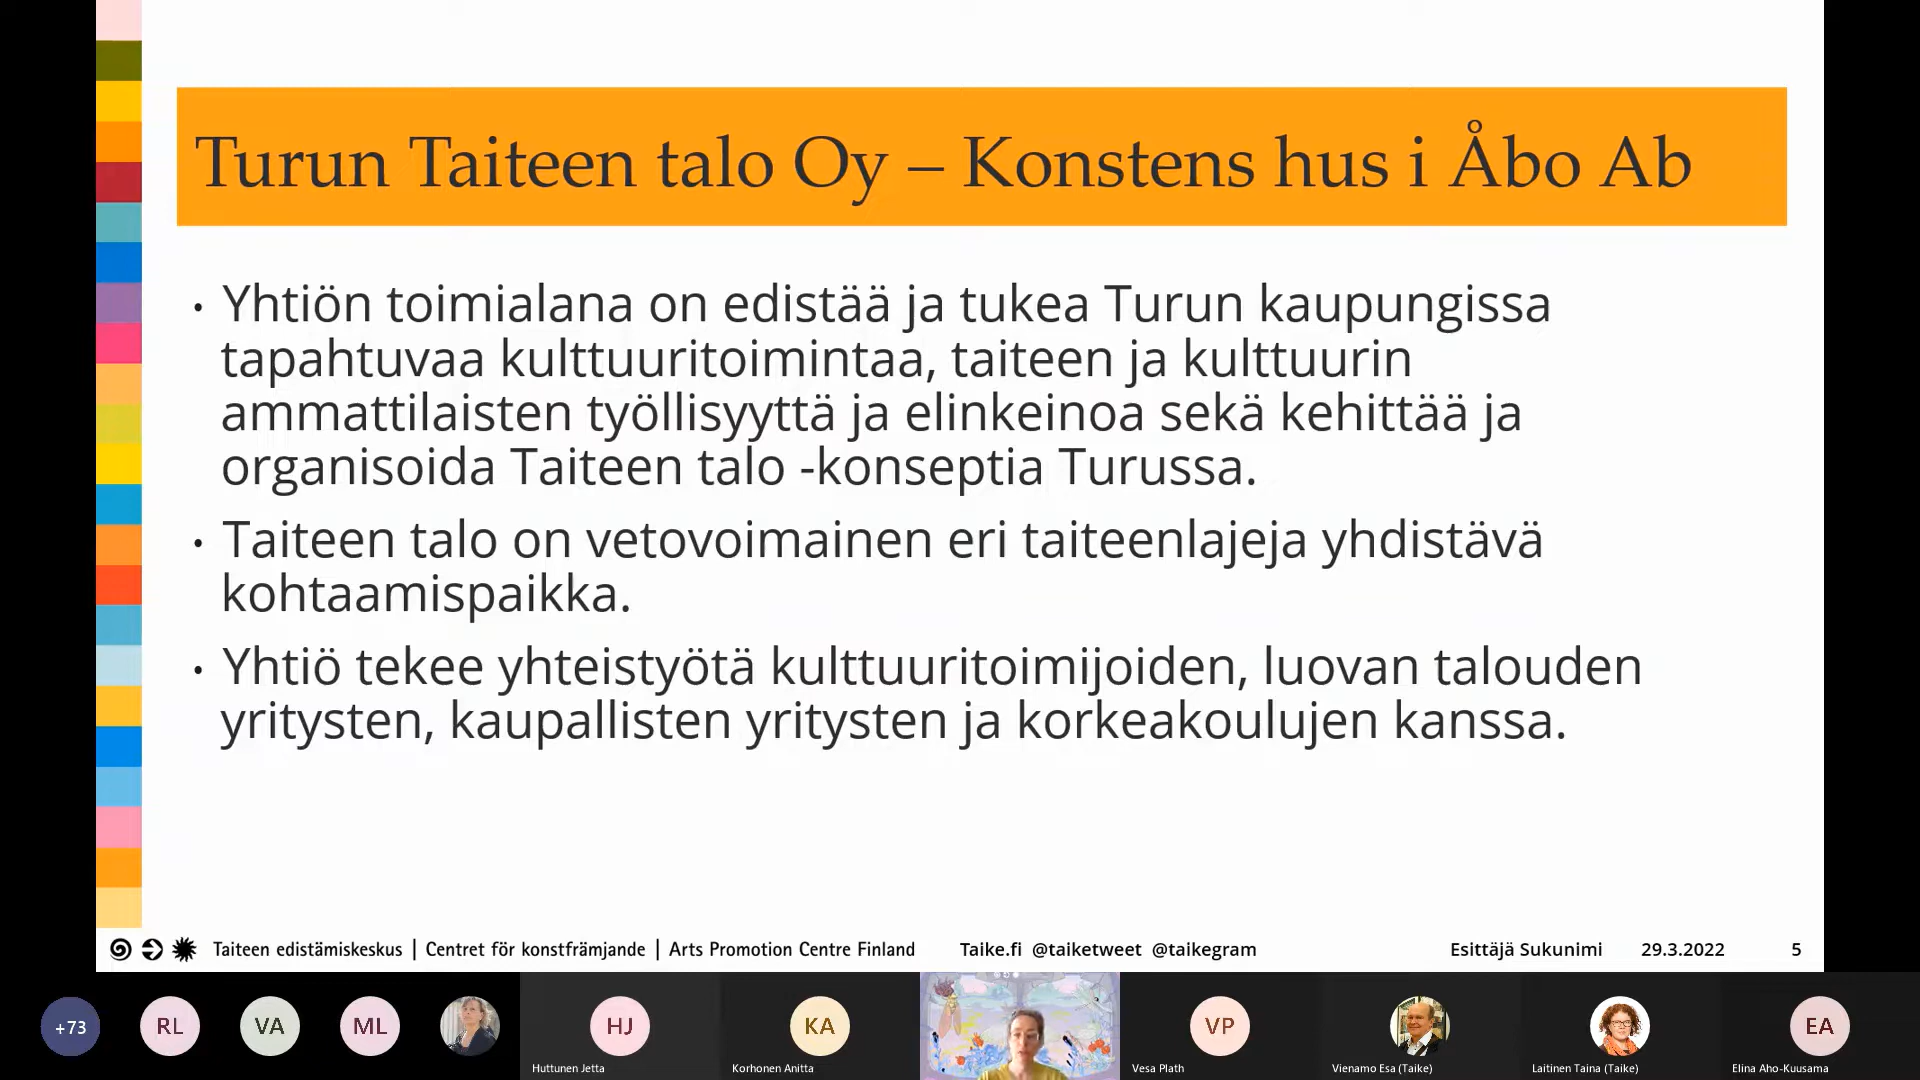 Turun Taiteen talo Oy – Konstens hus i Åbo Ab
• Yhtiön toimialana on edistää ja tukea Turun kaupungissa
tapahtuvaa kulttuuritoimintaa, taiteen ja kulttuurin
ammattilaisten työllisyyttä ja elinkeinoa sekä kehittää ja
organisoida Taiteen talo -konseptia Turussa.
• Taiteen talo on vetovoimainen eri taiteenlajeja yhdistävä
kohtaamispaikka.
• Yhtiö tekee yhteistyötä kulttuuritoimijoiden, luovan talouden
yritysten, kaupallisten yritysten ja korkeakoulujen kanssa.
Taiteen edistämiskeskus | Centret för konstfrämjande | Arts Promotion Centre Finland Taike.fi @taiketweet @taikegram Esittäjä Sukunimi 29.3.2022 5
+73 RL VA ML HJ KA VP EA
Huttunen Jetta Korhonen Anitta Vesa Plath Vienamo Esa (Taike) Laitinen Taina (Taike) Elina Aho-Kuusama